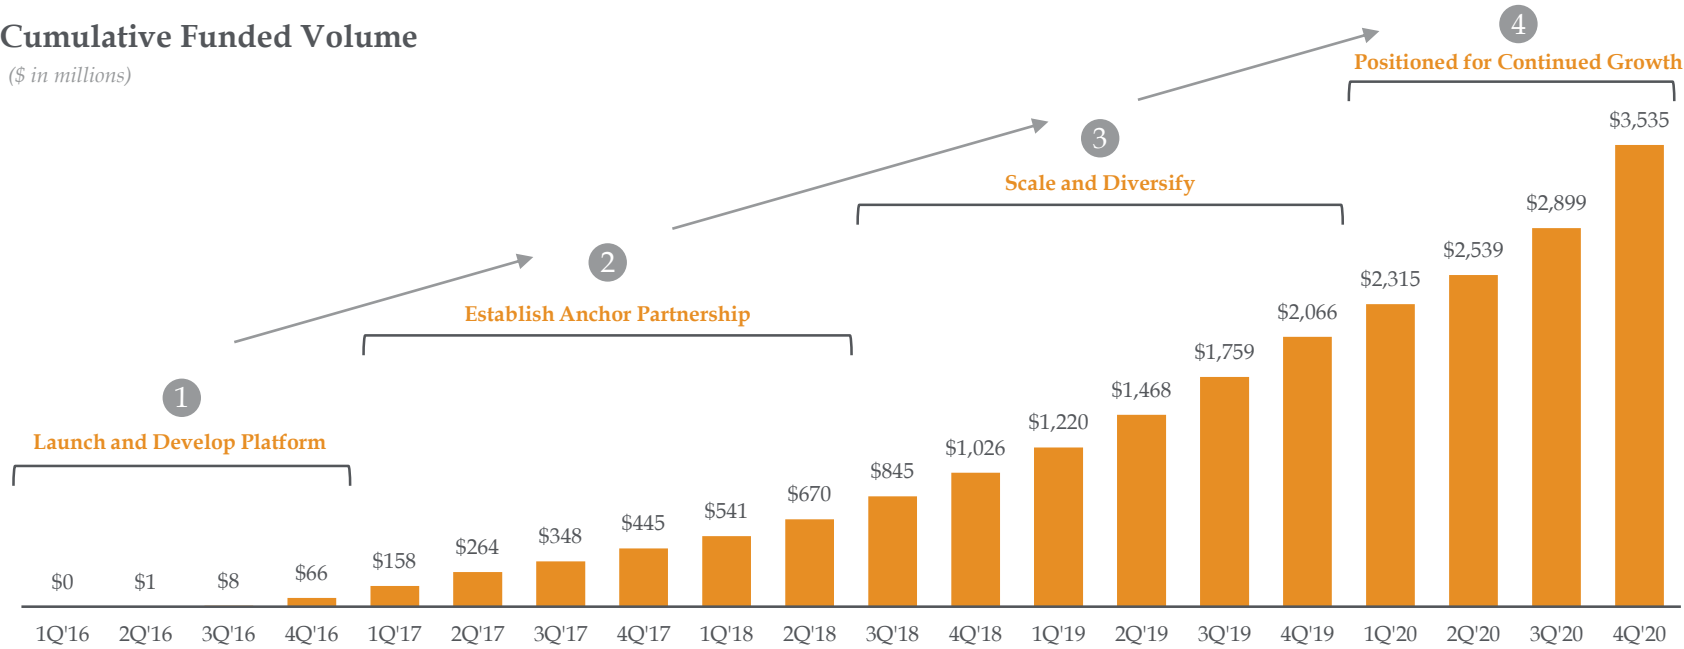 Cumulative Funded Volume
($ in millions)
1
Launch and Develop Platform
2
Establish Anchor Partnership
3
Scale and Diversify
4
Positioned for Continued Growth
$0 $1 $8 $66 $158 $264 $348 $445 $541 $670 $845 $1,026 $1,220 $1,468 $1,759 $2,066 $2,315 $2,539 $2,899 $3,535
1Q'16 2Q'16 3Q'16 4Q'16 1Q'17 2Q'17 3Q'17 4Q'17 1Q'18 2Q'18 3Q'18 4Q'18 1Q'19 2Q'19 3Q'19 4Q'19 1Q'20 2Q'20 3Q'20 4Q'20